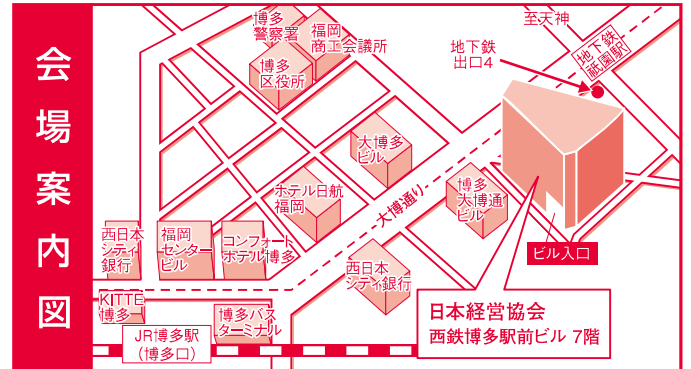 会場案内図
博多
警察署
福岡
商工会議所
博多
区役所
至天神
地下鉄
祇園駅
地下鉄
出口4
大博多
ビル
ホテル日航
福岡
大博通り
博多
大博通
ビル
西日本
シティ
銀行
福岡
センター
ビル
コンフォート
ホテル博多
西日本
シティ銀行
ビル入口
KITTE
博多
博多バス
ターミナル
JR博多駅
（博多口）
日本経営協会
西鉄博多駅前ビル 7階